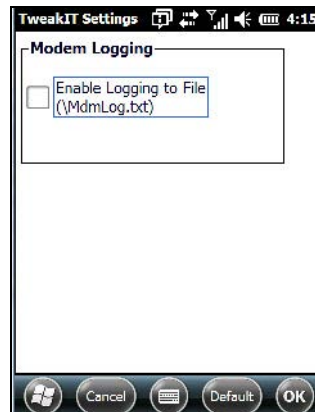 TweakIT Settings 4:15
Modem Logging
Enable Logging to File
(\MdmLog.txt)
Cancel Default OK